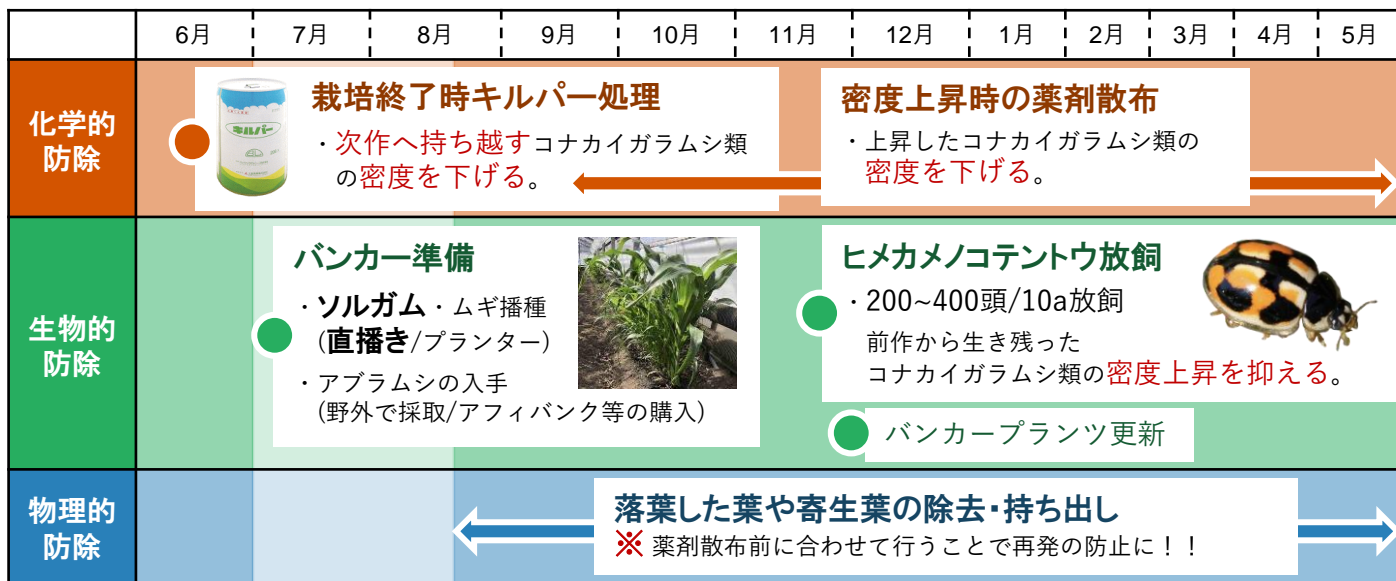 6月 7月 8月 9月 10月 11月 12月 1月 2月 3月 4月 5月
化学的
防除
キルパー
栽培終了時キルパー処理
・次作へ持ち越すコナカイガラムシ類
の密度を下げる。
密度上昇時の薬剤散布
・上昇したコナカイガラムシ類の
密度を下げる。
生物的
防除
バンカー準備
・ソルガム・ムギ播種
(直播き/プランター)
・アブラムシの入手
(野外で採取/アフィバンク等の購入)
ヒメカメノコテントウ放飼
・200~400頭/10a放飼
前作から生き残った
コナカイガラムシ類の密度上昇を抑える。
バンカープランツ更新
物理的
防除
落葉した葉や寄生葉の除去・持ち出し
※ 薬剤散布前に合わせて行うことで再発の防止に！！